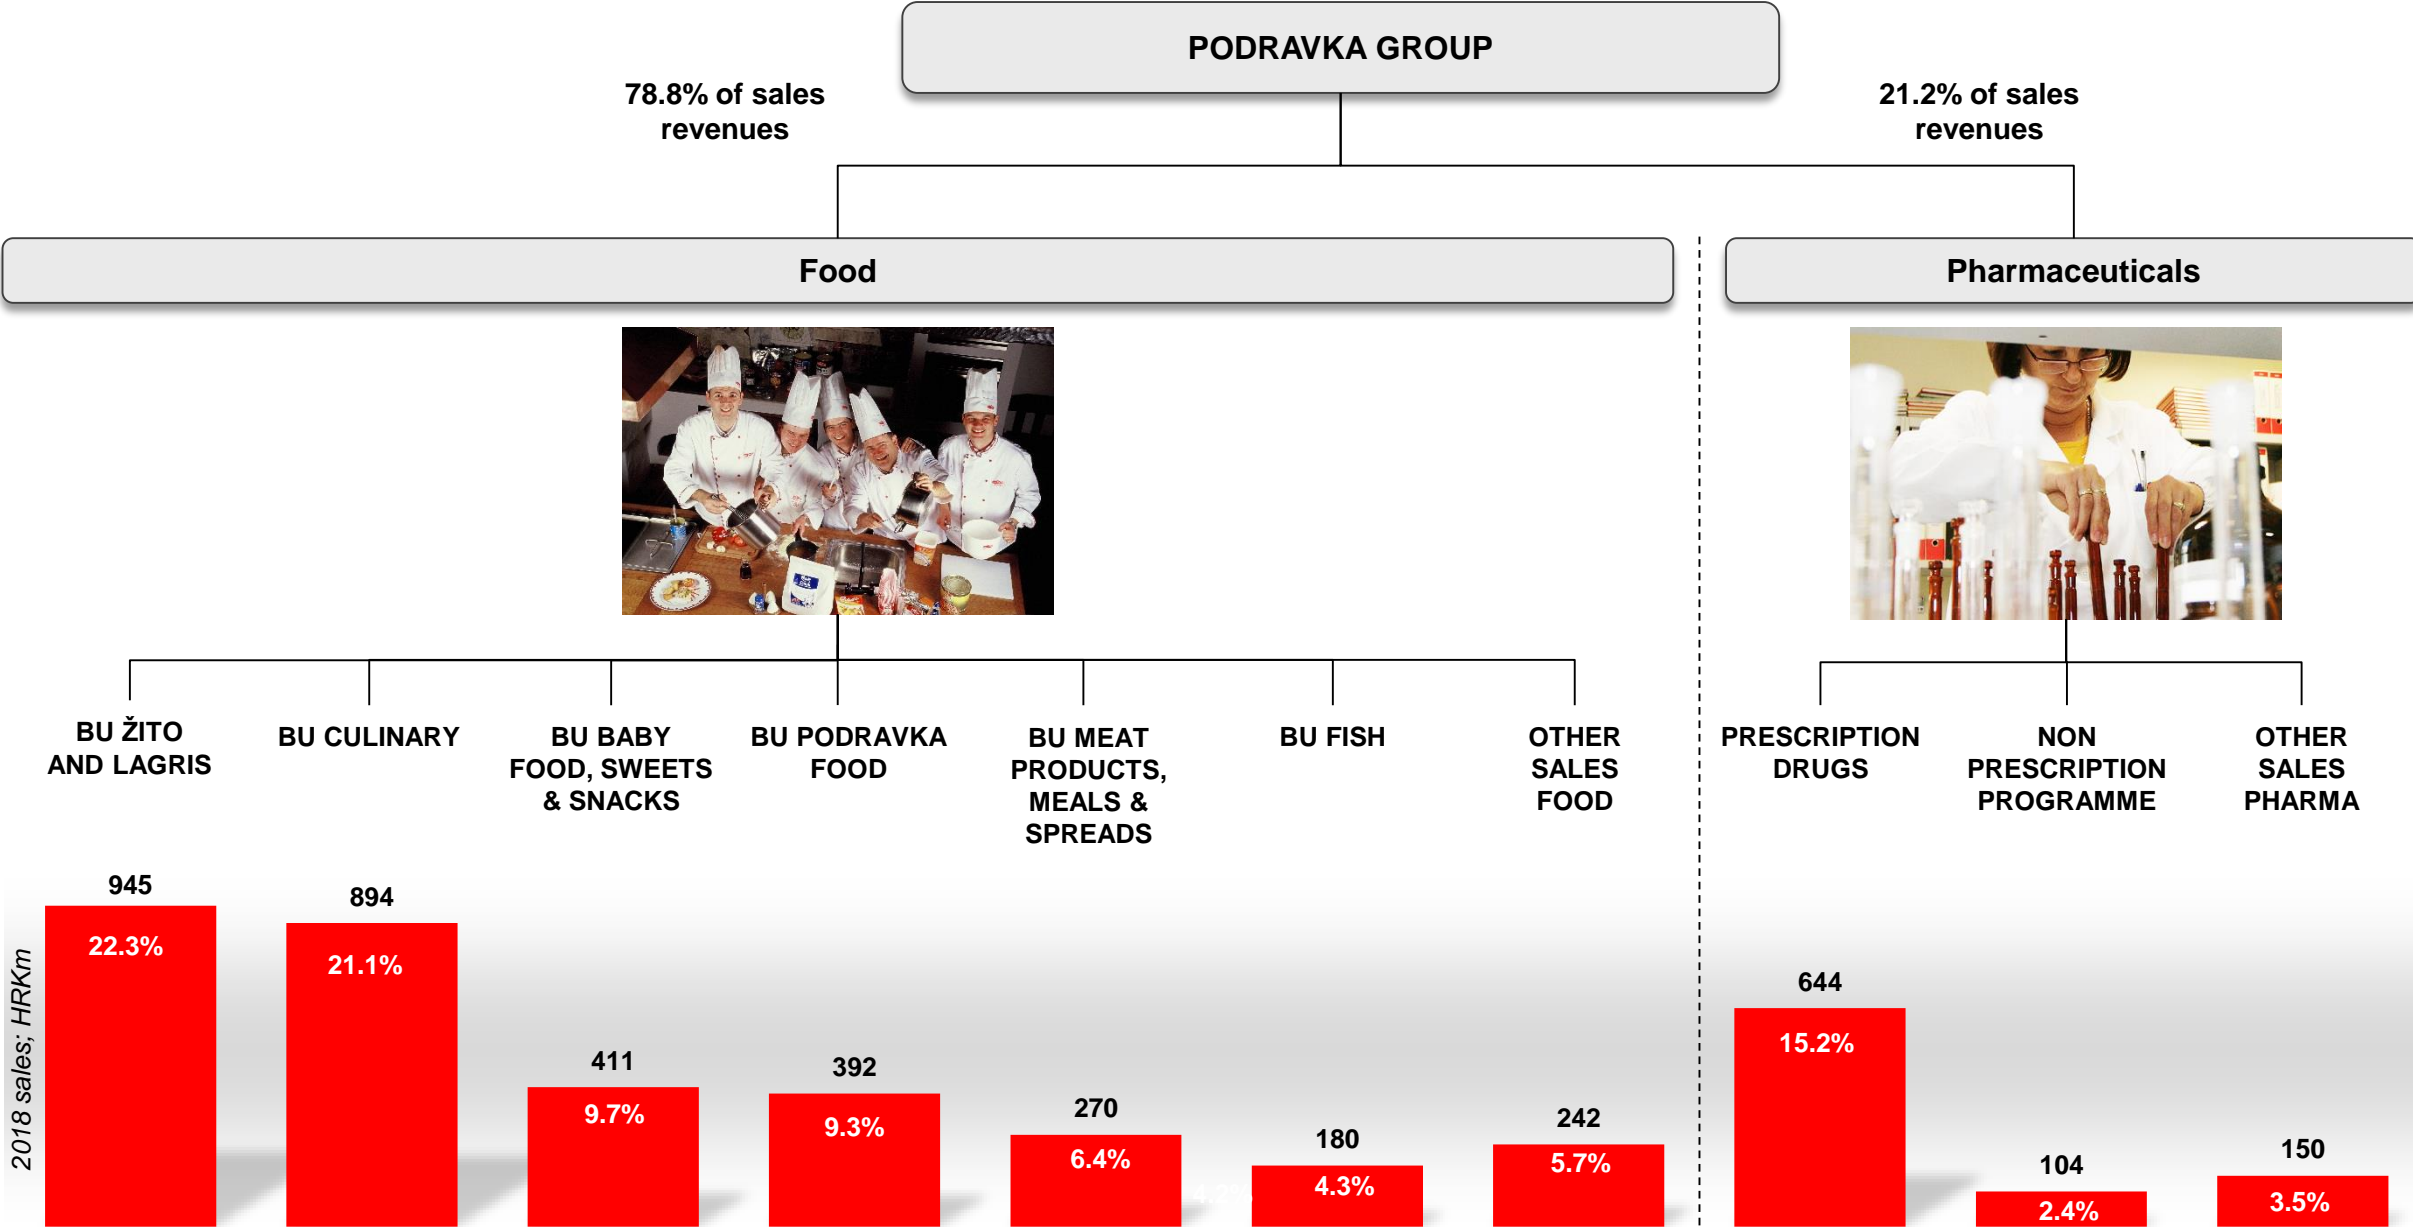 PODRAVKA GROUP
78.8% of sales
revenues
21.2% of sales
revenues
Food
Pharmaceuticals
BU ŽITO
AND LAGRIS
BU CULINARY
BU BABY
FOOD, SWEETS
& SNACKS
BU PODRAVKA
FOOD
BU MEAT
PRODUCTS,
MEALS &
SPREADS
BU FISH
OTHER
SALES
FOOD
PRESCRIPTION
DRUGS
NON
PRESCRIPTION
PROGRAMME
OTHER
SALES
PHARMA
2018 sales; HRKm
945
22.3%
894
21.1%
411
9.7%
392
9.3%
270
6.4%
4.2%
180
4.3%
242
5.7%
644
15.2%
104
2.4%
150
3.5%